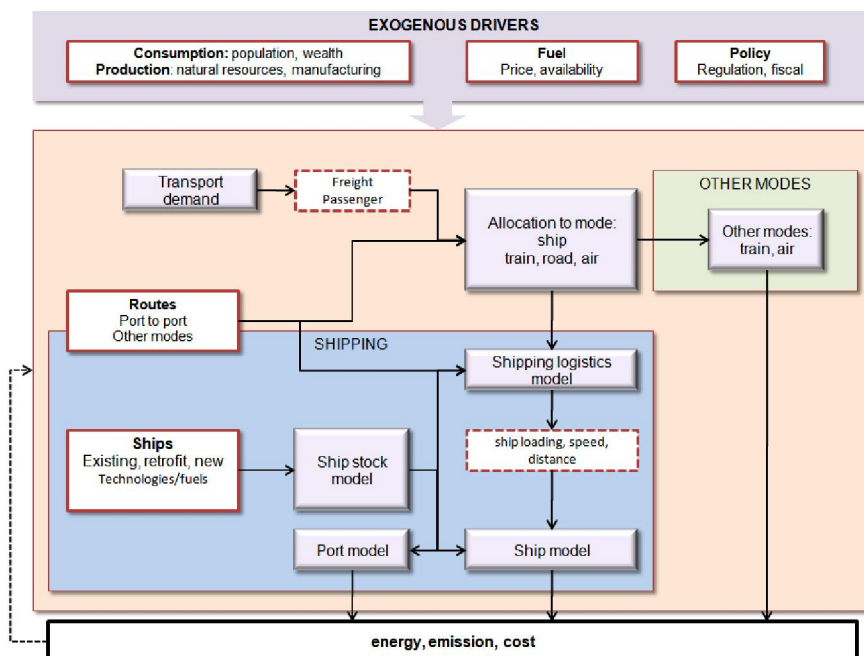 EXOGENOUS DRIVERS
Consumption: population, wealth
Production: natural resources, manufacturing
Fuel
Price, availability
Policy
Regulation, fiscal
Transport
demand
Freight
Passenger
Allocation to mode:
ship
train, road, air
OTHER MODES
Other modes:
train, air
Routes
Port to port
Other modes
SHIPPING
Shipping logistics
model
Ships
Existing, retrofit, new
Technologies/fuels
Ship stock
model
ship loading, speed,
distance
Port model
Ship model
energy, emission, cost